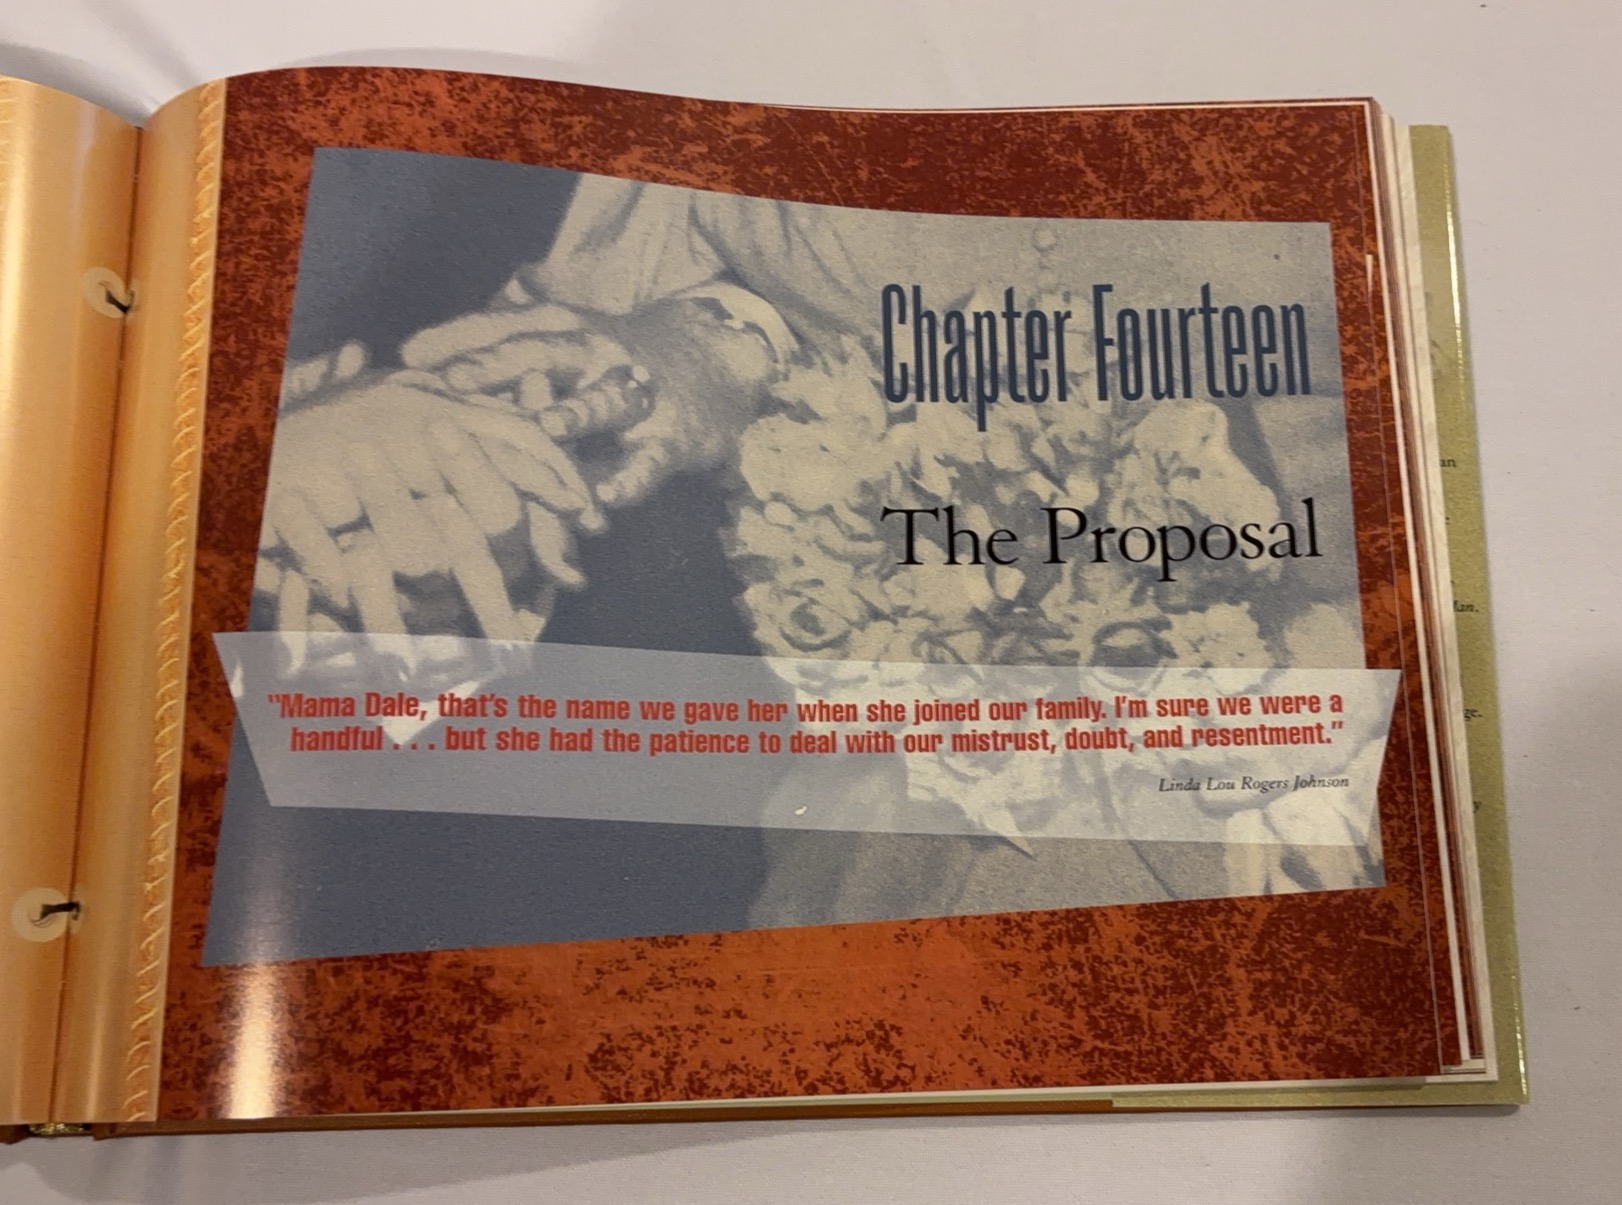 Chapter Fourteen
The Proposal
"Mama Dale, that's the name we gave her when she joined our family. I'm sure we were a
handful . . . but she had the patience to deal with our mistrust, doubt, and resentment."
Linda Lou Rogers Johnson